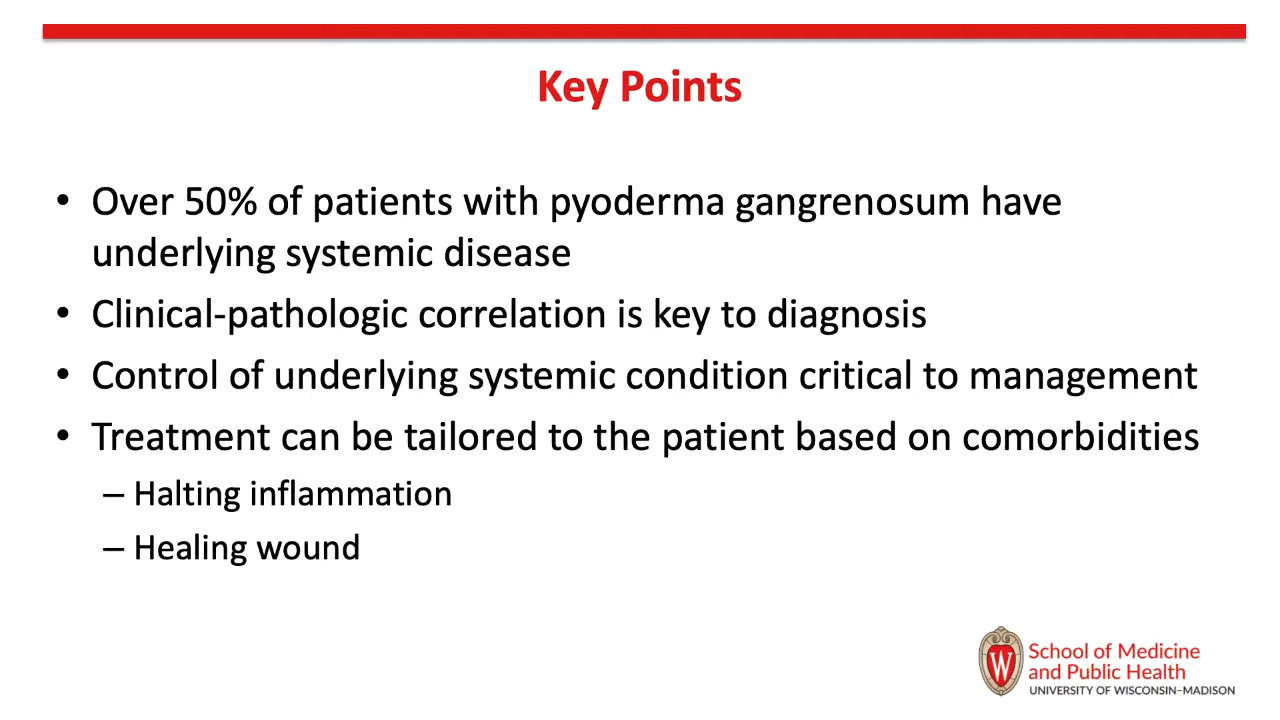 Key Points
• Over 50% of patients with pyoderma gangrenosum have
underlying systemic disease
• Clinical-pathologic correlation is key to diagnosis
• Control of underlying systemic condition critical to management
• Treatment can be tailored to the patient based on comorbidities
– Halting inflammation
– Healing wound
W
School of Medicine
and Public Health
UNIVERSITY OF WISCONSIN–MADISON